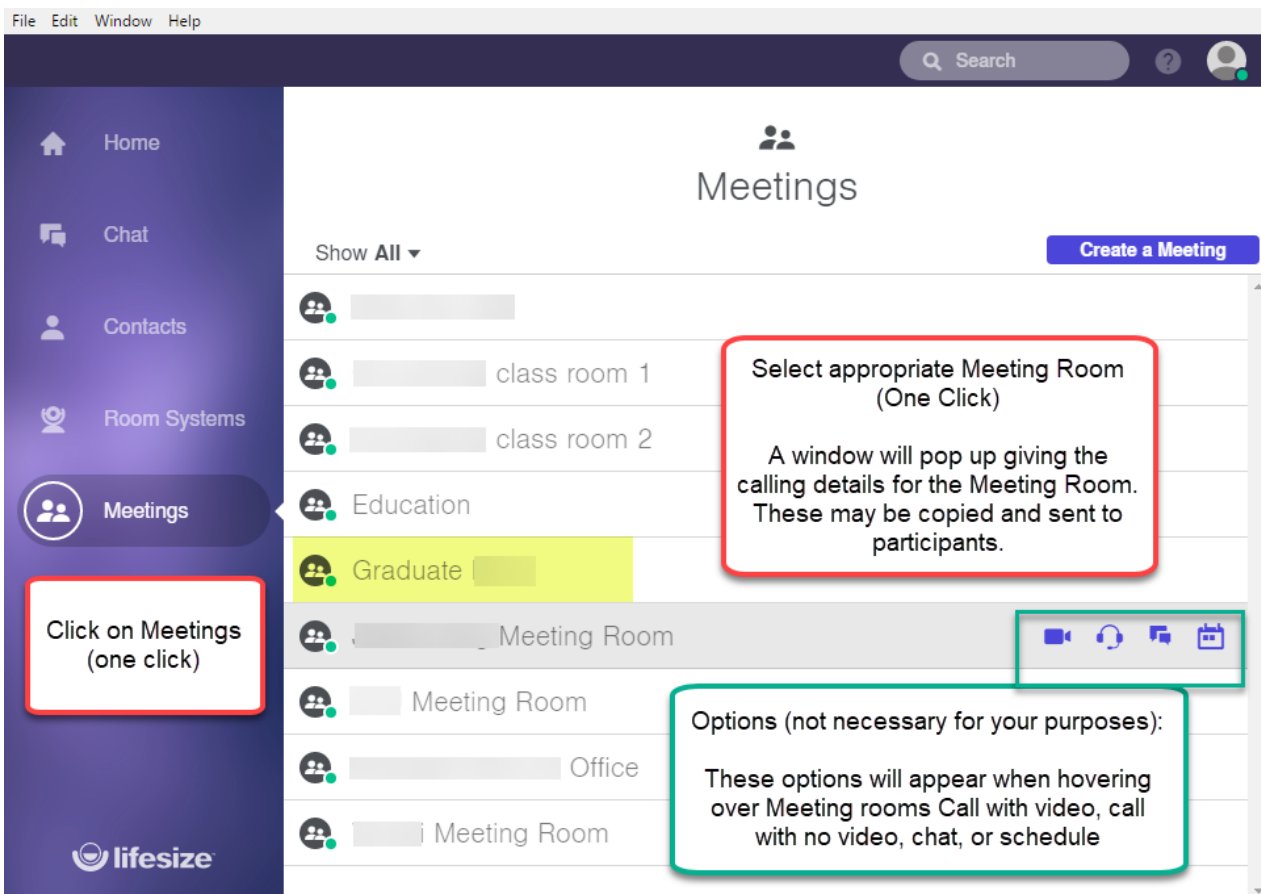 File Edit Window Help
Search
?
Home
Chat
Contacts
Room Systems
Meetings
Click on Meetings
(one click)
lifesize
Meetings
Show All
Create a Meeting
class room 1
class room 2
Education
Graduate
Meeting Room
Meeting Room
Office
Meeting Room
Select appropriate Meeting Room
(One Click)
A window will pop up giving the
calling details for the Meeting Room.
These may be copied and sent to
participants.
Options (not necessary for your purposes):
These options will appear when hovering
over Meeting rooms Call with video, call
with no video, chat, or schedule